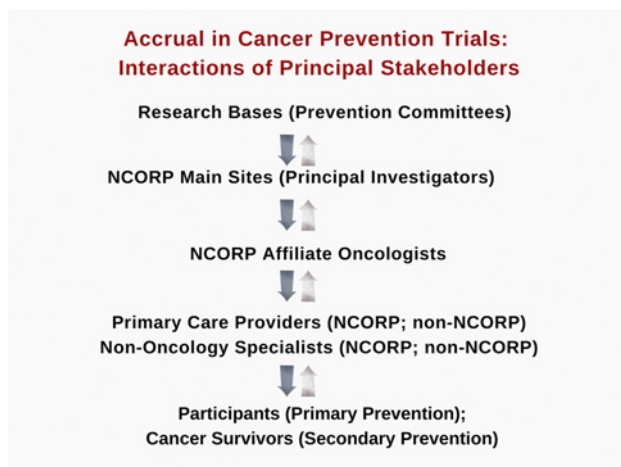 Accrual in Cancer Prevention Trials:
Interactions of Principal Stakeholders
Research Bases (Prevention Committees)
NCORP Main Sites (Principal Investigators)
NCORP Affiliate Oncologists
Primary Care Providers (NCORP; non-NCORP)
Non-Oncology Specialists (NCORP; non-NCORP)
Participants (Primary Prevention);
Cancer Survivors (Secondary Prevention)